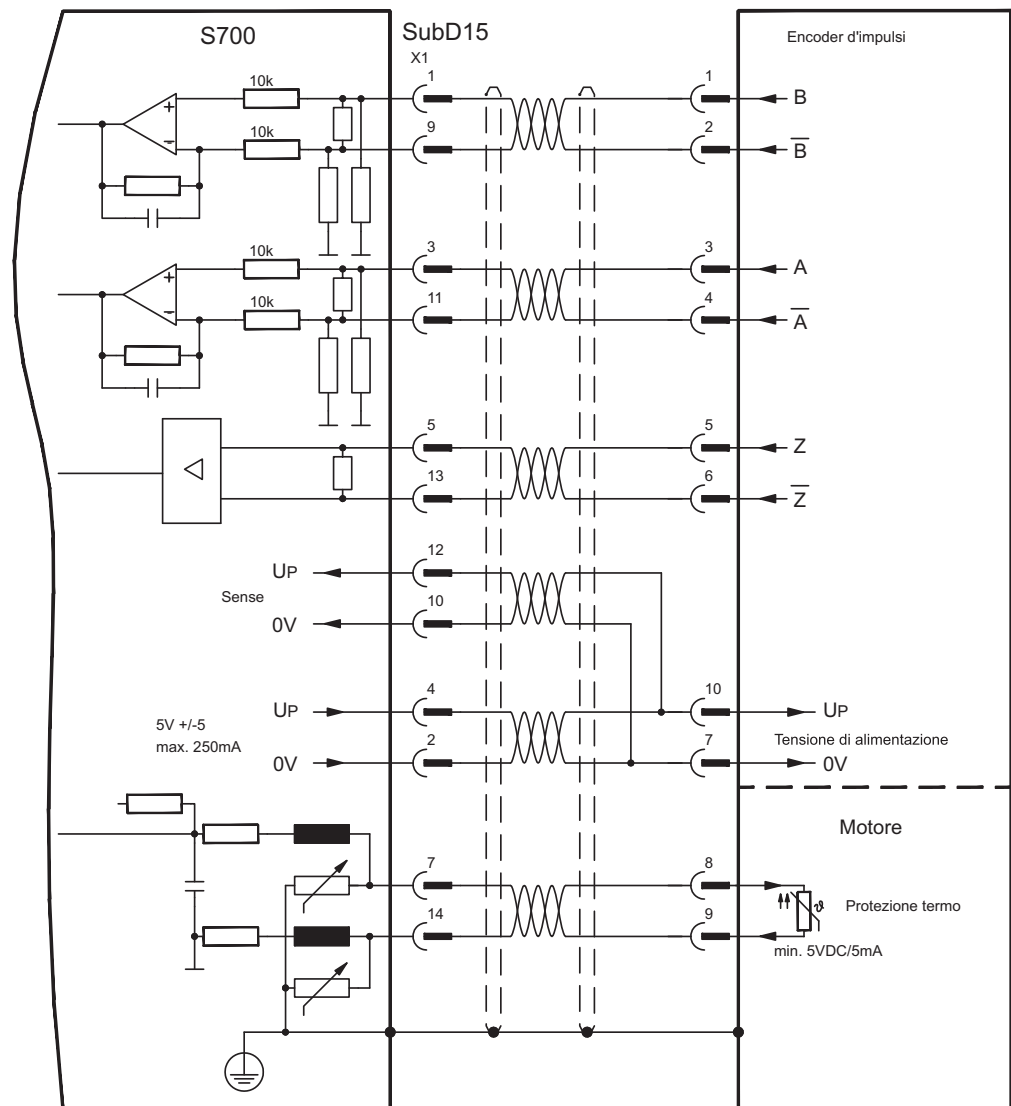 S700
SubD15
Encoder d'impulsi
X1
10k
1
1
B
10k
9
2
B̅
10k
3
3
A
10k
11
4
A̅
5
5
Z
13
6
Z̅
UP
12
Sense
0V
10
5V +/-5
max. 250mA
UP
4
10
UP
Tensione di alimentazione
0V
2
7
0V
Motore
7
8
ϑ
Protezione termo
14
9
min. 5VDC/5mA